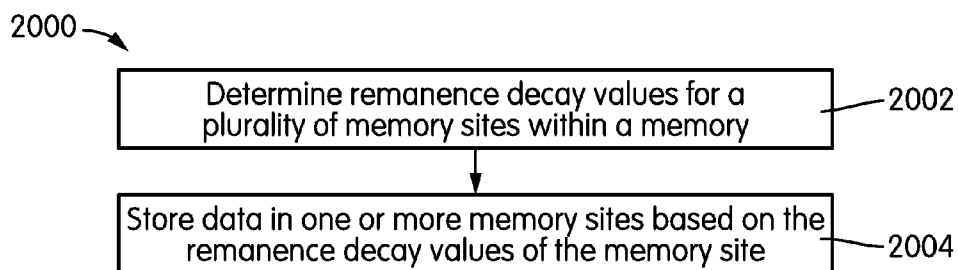 2000
Determine remanence decay values for a
plurality of memory sites within a memory
2002
Store data in one or more memory sites based on the
remanence decay values of the memory site
2004